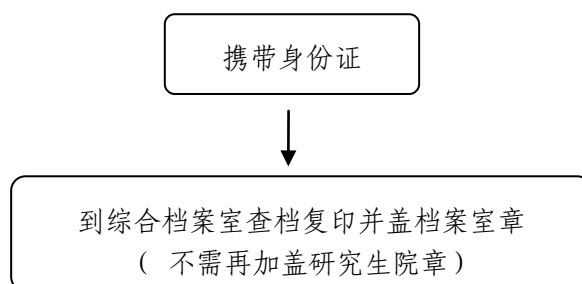 携带身份证
到综合档案室查档复印并盖档案室章
（ 不需再加盖研究生院章）